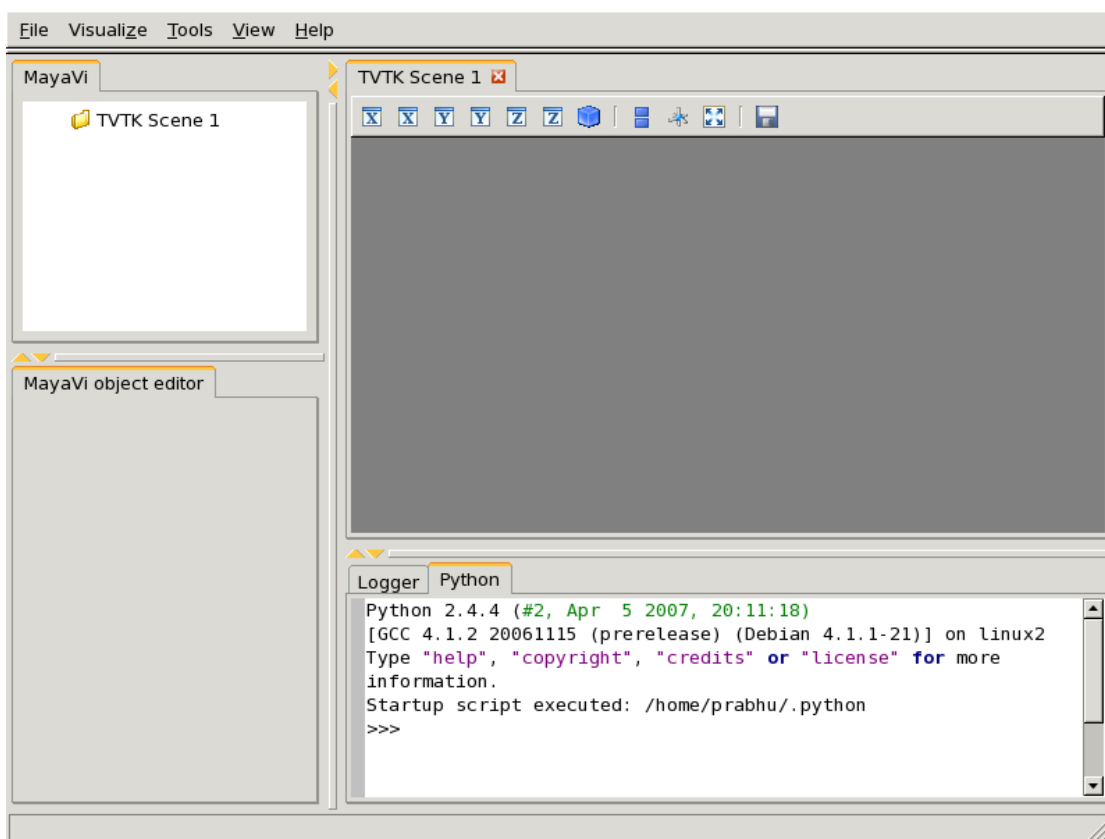 File Visualize Tools View Help
MayaVi
TVTK Scene 1
MayaVi object editor
TVTK Scene 1
X X Y Y Z Z
Logger Python
Python 2.4.4 (#2, Apr  5 2007, 20:11:18)
[GCC 4.1.2 20061115 (prerelease) (Debian 4.1.1-21)] on linux2
Type "help", "copyright", "credits" or "license" for more
information.
Startup script executed: /home/prabhu/.python
>>>